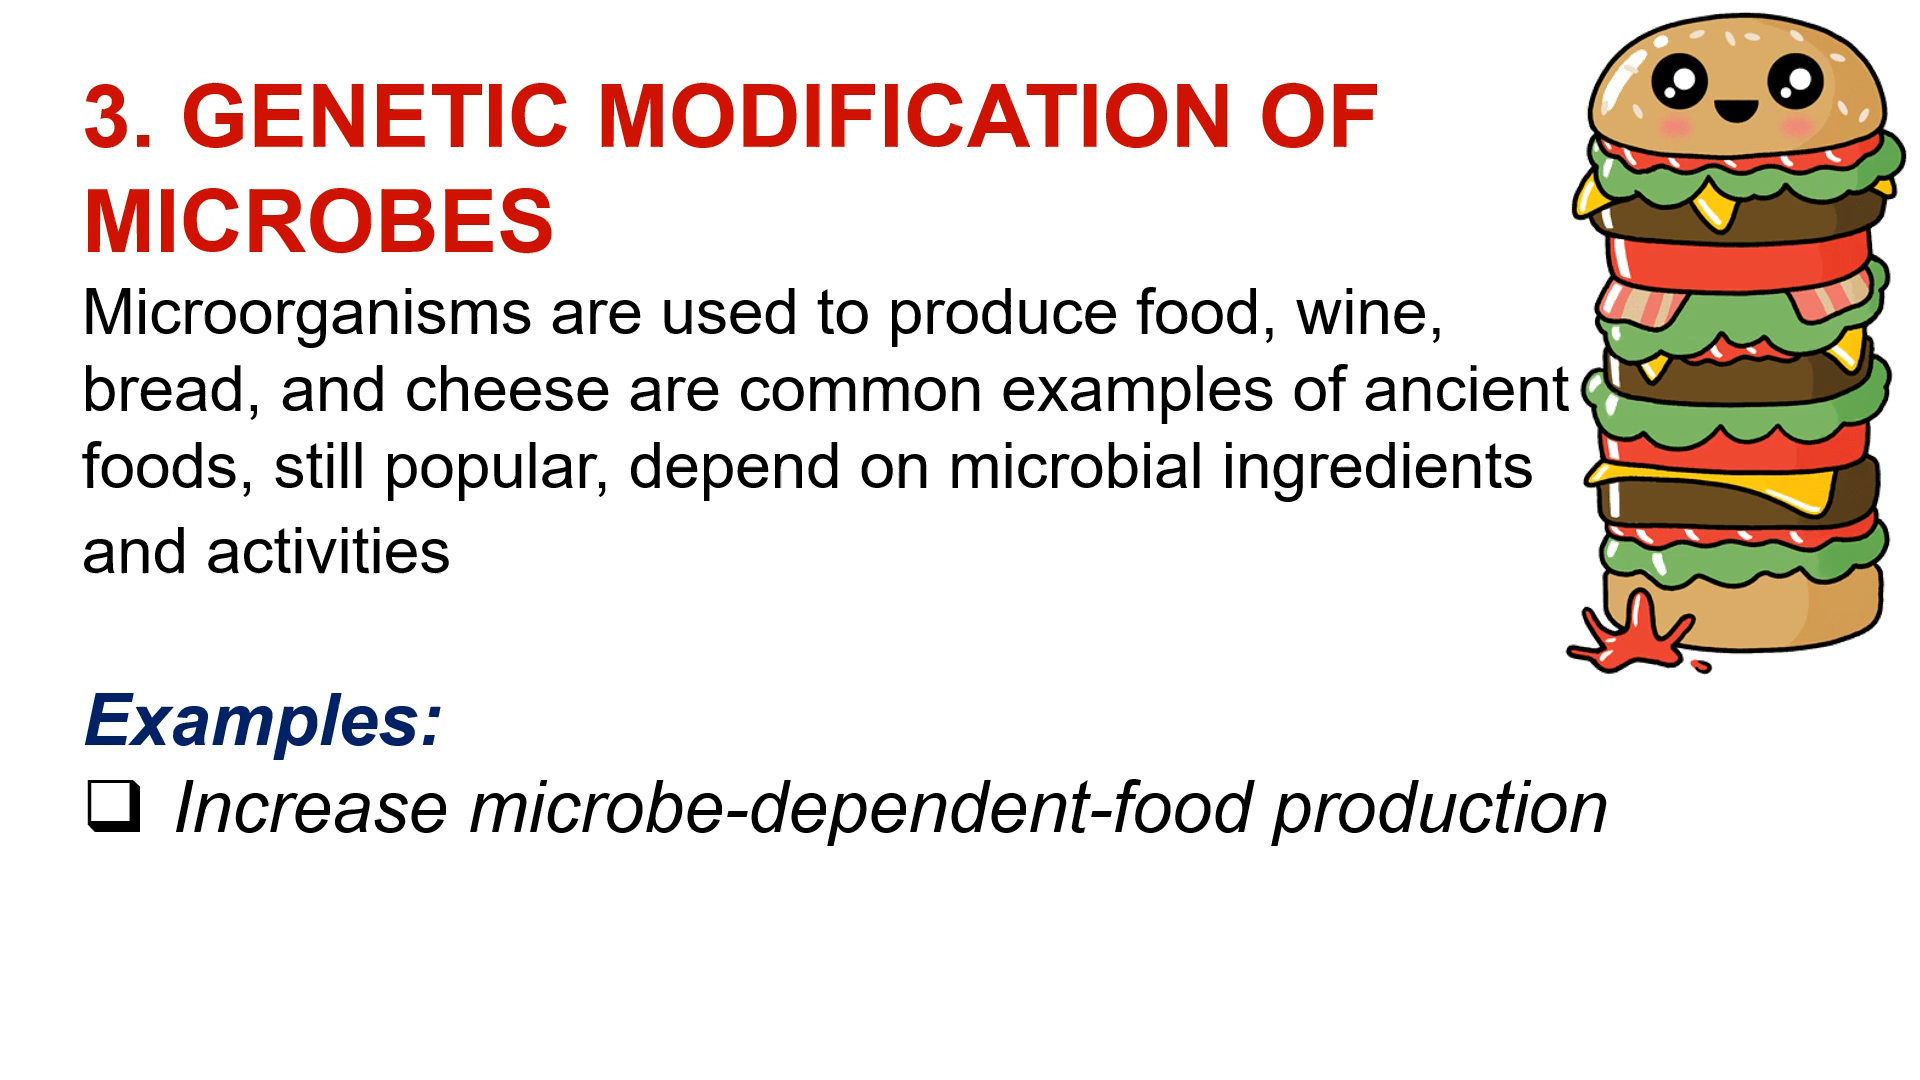 3. GENETIC MODIFICATION OF
MICROBES
Microorganisms are used to produce food, wine,
bread, and cheese are common examples of ancient
foods, still popular, depend on microbial ingredients
and activities
Examples:
❑ Increase microbe-dependent-food production